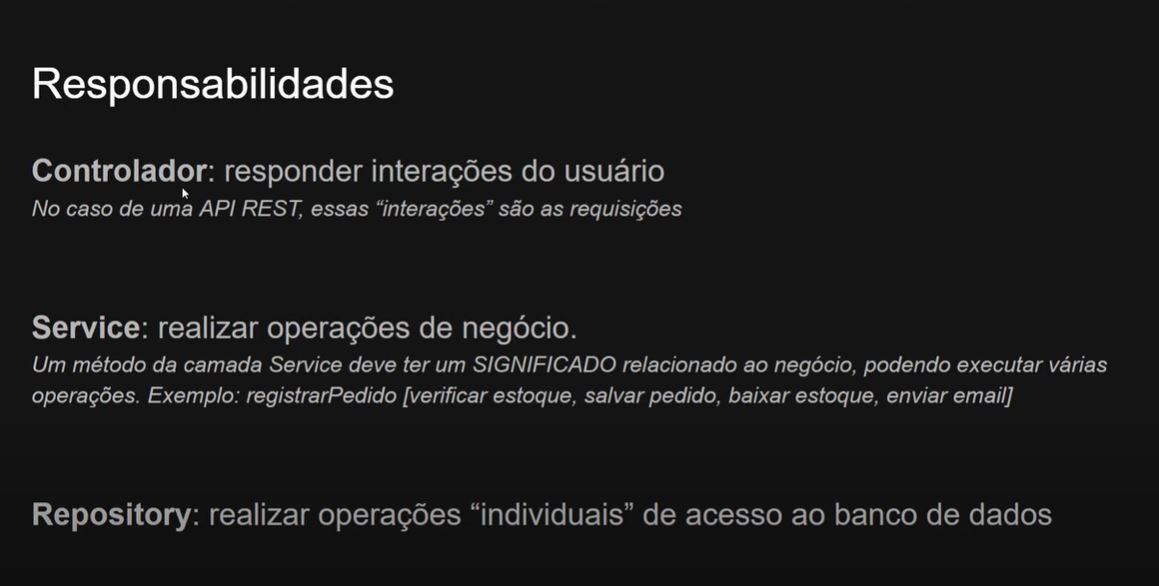 Responsabilidades
Controlador: responder interações do usuário
No caso de uma API REST, essas “interações” são as requisições
Service: realizar operações de negócio.
Um método da camada Service deve ter um SIGNIFICADO relacionado ao negócio, podendo executar várias
operações. Exemplo: registrarPedido [verificar estoque, salvar pedido, baixar estoque, enviar email]
Repository: realizar operações “individuais” de acesso ao banco de dados